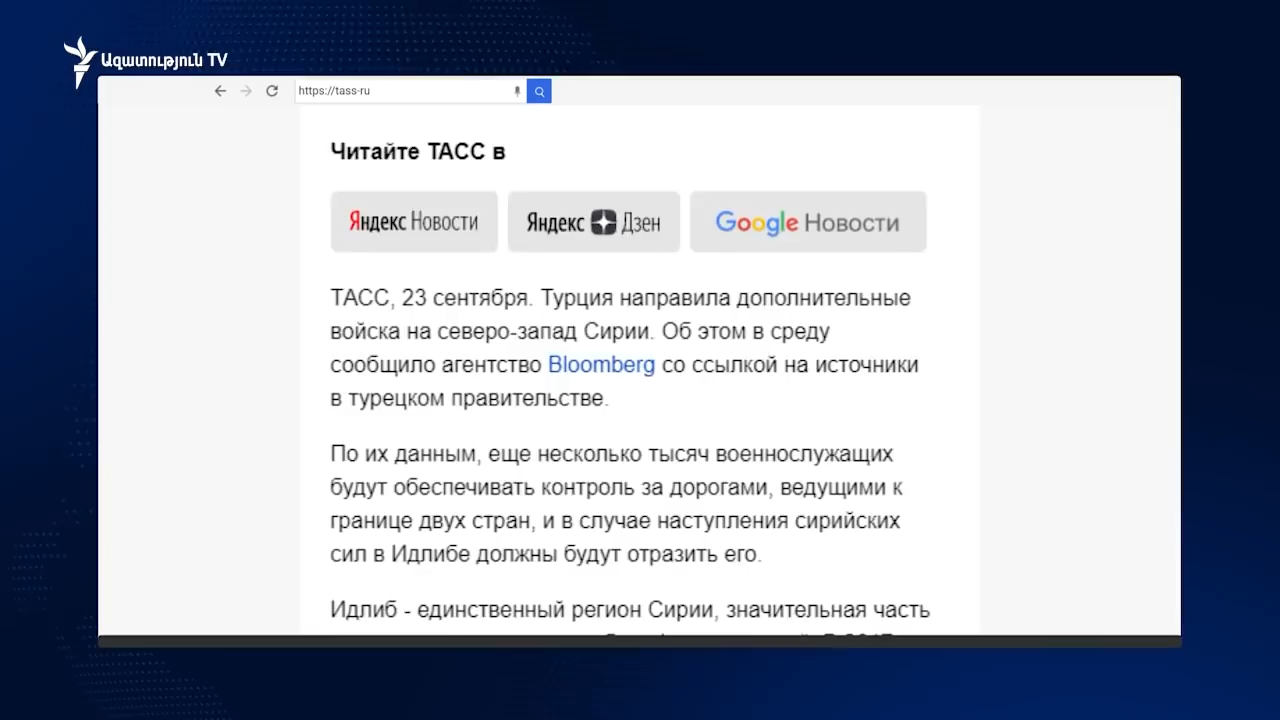 Ազատություն TV
https://tass-ru
Читайте ТАСС в
Яндекс Новости
Яндекс Дзен
Google Новости
ТАСС, 23 сентября. Турция направила дополнительные
войска на северо-запад Сирии. Об этом в среду
сообщило агентство Bloomberg со ссылкой на источники
в турецком правительстве.
По их данным, еще несколько тысяч военнослужащих
будут обеспечивать контроль за дорогами, ведущими к
границе двух стран, и в случае наступления сирийских
сил в Идлибе должны будут отразить его.
Идлиб - единственный регион Сирии, значительная часть